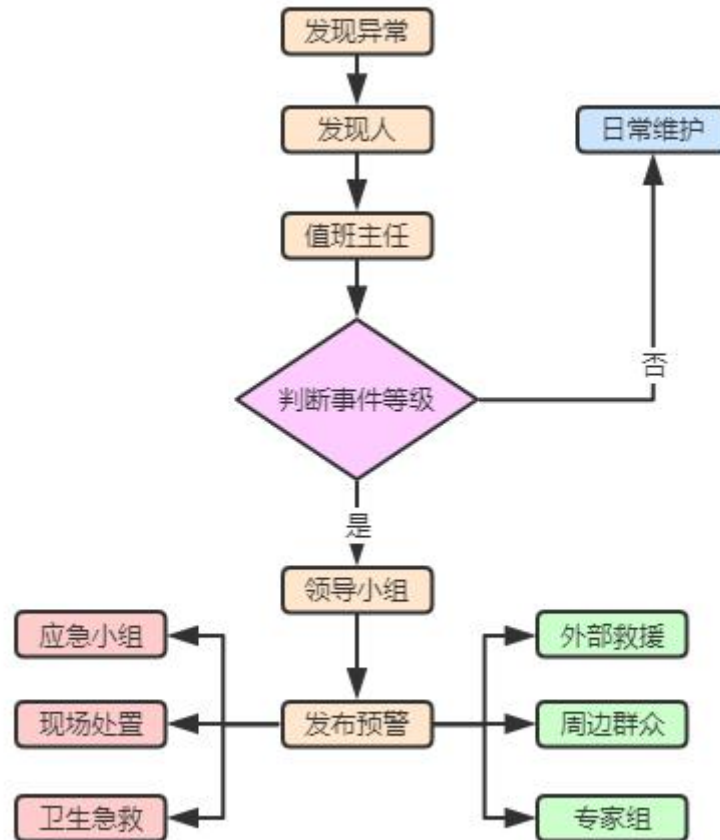 发现异常
发现人
日常维护
值班主任
判断事件等级
否
是
领导小组
应急小组
外部救援
现场处置
发布预警
周边群众
卫生急救
专家组